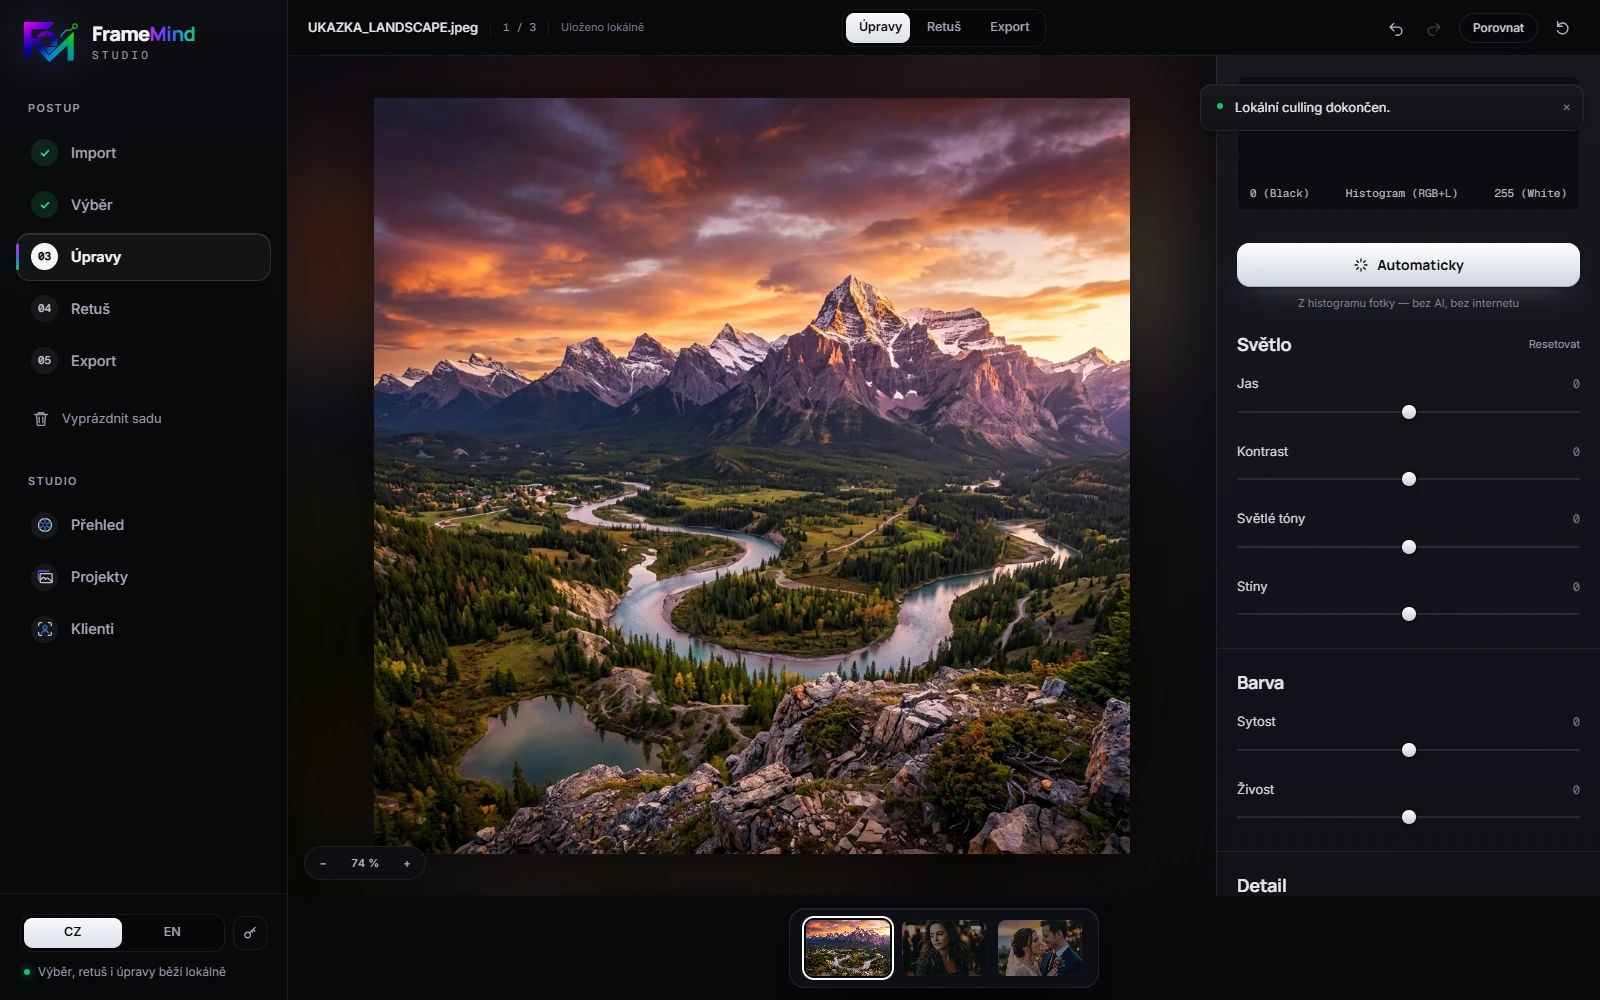 FrameMind
STUDIO
POSTUP
Import
Výběr
03 Úpravy
04 Retuš
05 Export
Vyprázdnit sadu
STUDIO
Přehled
Projekty
Klienti
CZ EN
Výběr, retuš i úpravy běží lokálně
UKAZKA_LANDSCAPE.jpeg 1 / 3 Uloženo lokálně
Úpravy Retuš Export
Porovnat
Lokální culling dokončen. ×
0 (Black) Histogram (RGB+L) 255 (White)
Automaticky
Z histogramu fotky — bez AI, bez internetu
Světlo Resetovat
Jas 0
Kontrast 0
Světlé tóny 0
Stíny 0
Barva
Sytost 0
Živost 0
Detail
− 74 % +